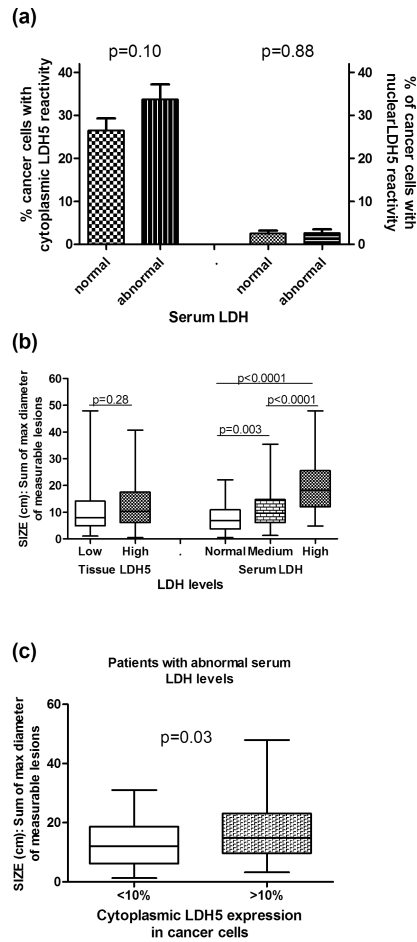 (a)
p=0.10
p=0.88
% cancer cells with
cytoplasmic LDH5 reactivity
40
30
20
10
0
40
30
20
10
0
% of cancer cells with
nuclearLDH5 reactivity
normal
abnormal
.
normal
abnormal
Serum LDH
(b)
SIZE (cm): Sum of max diameter
of measurable lesions
60
50
40
30
20
10
0
p=0.28
p<0.0001
p<0.0001
p=0.003
Low
High
.
Normal
Medium
High
Tissue LDH5
Serum LDH
LDH levels
(c)
Patients with abnormal serum
LDH levels
SIZE (cm): Sum of max diameter
of measurable lesions
60
40
20
0
p=0.03
<10%
>10%
Cytoplasmic LDH5 expression
in cancer cells